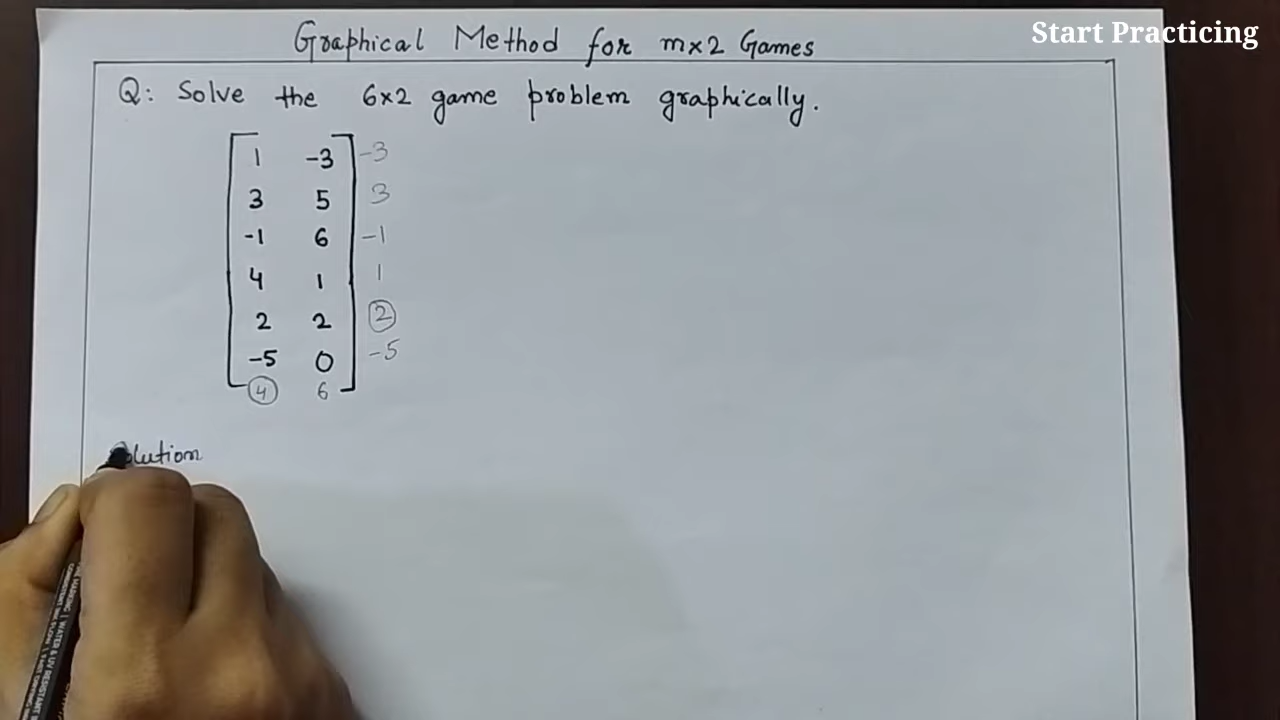 Start Practicing
Graphical Method for m×2 Games
Q: Solve the 6×2 game problem graphically.
1 -3 -3
3 5 3
-1 6 -1
4 1 1
2 2 2
-5 0 -5
4 6